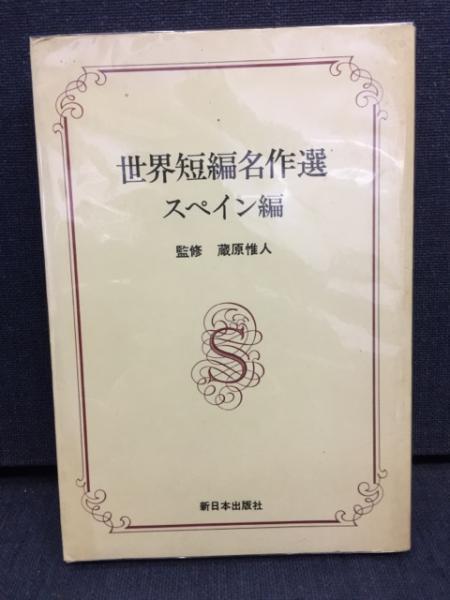 世界短編名作選
スペイン編
監修 蔵原惟人
S
新日本出版社